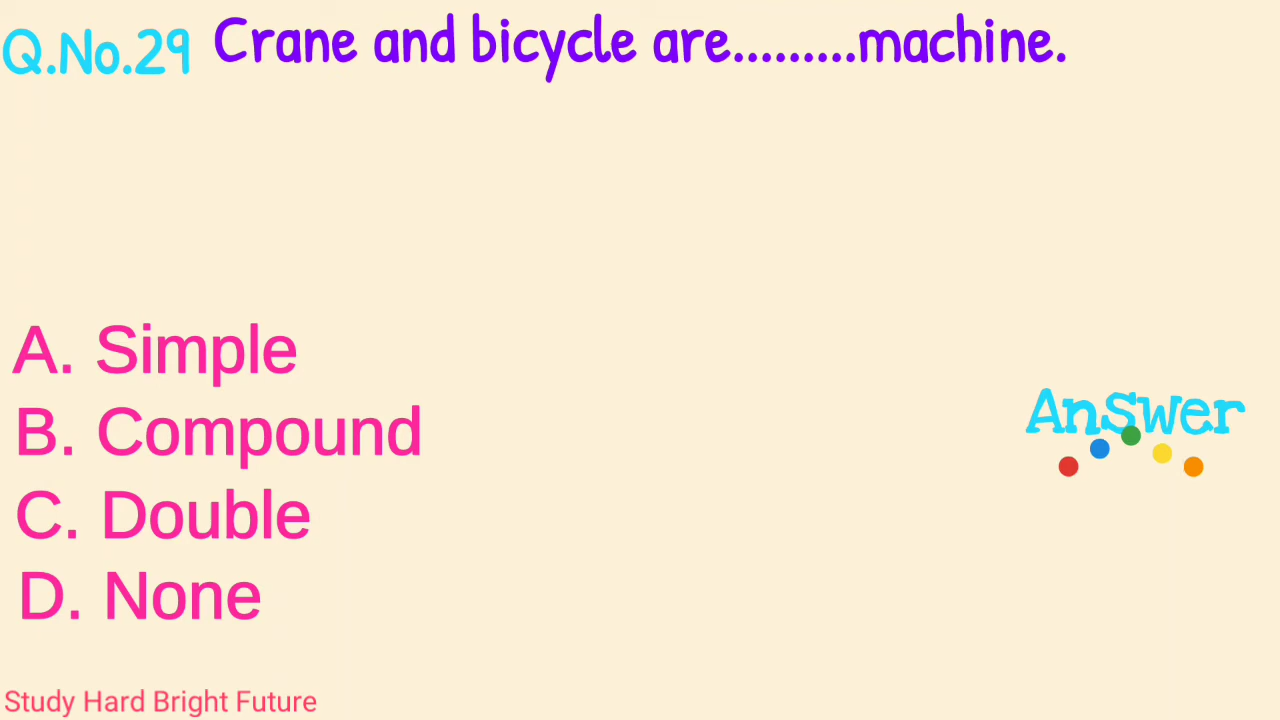 Q.No.29 Crane and bicycle are.........machine.
A. Simple
B. Compound
Answer
C. Double
D. None
Study Hard Bright Future